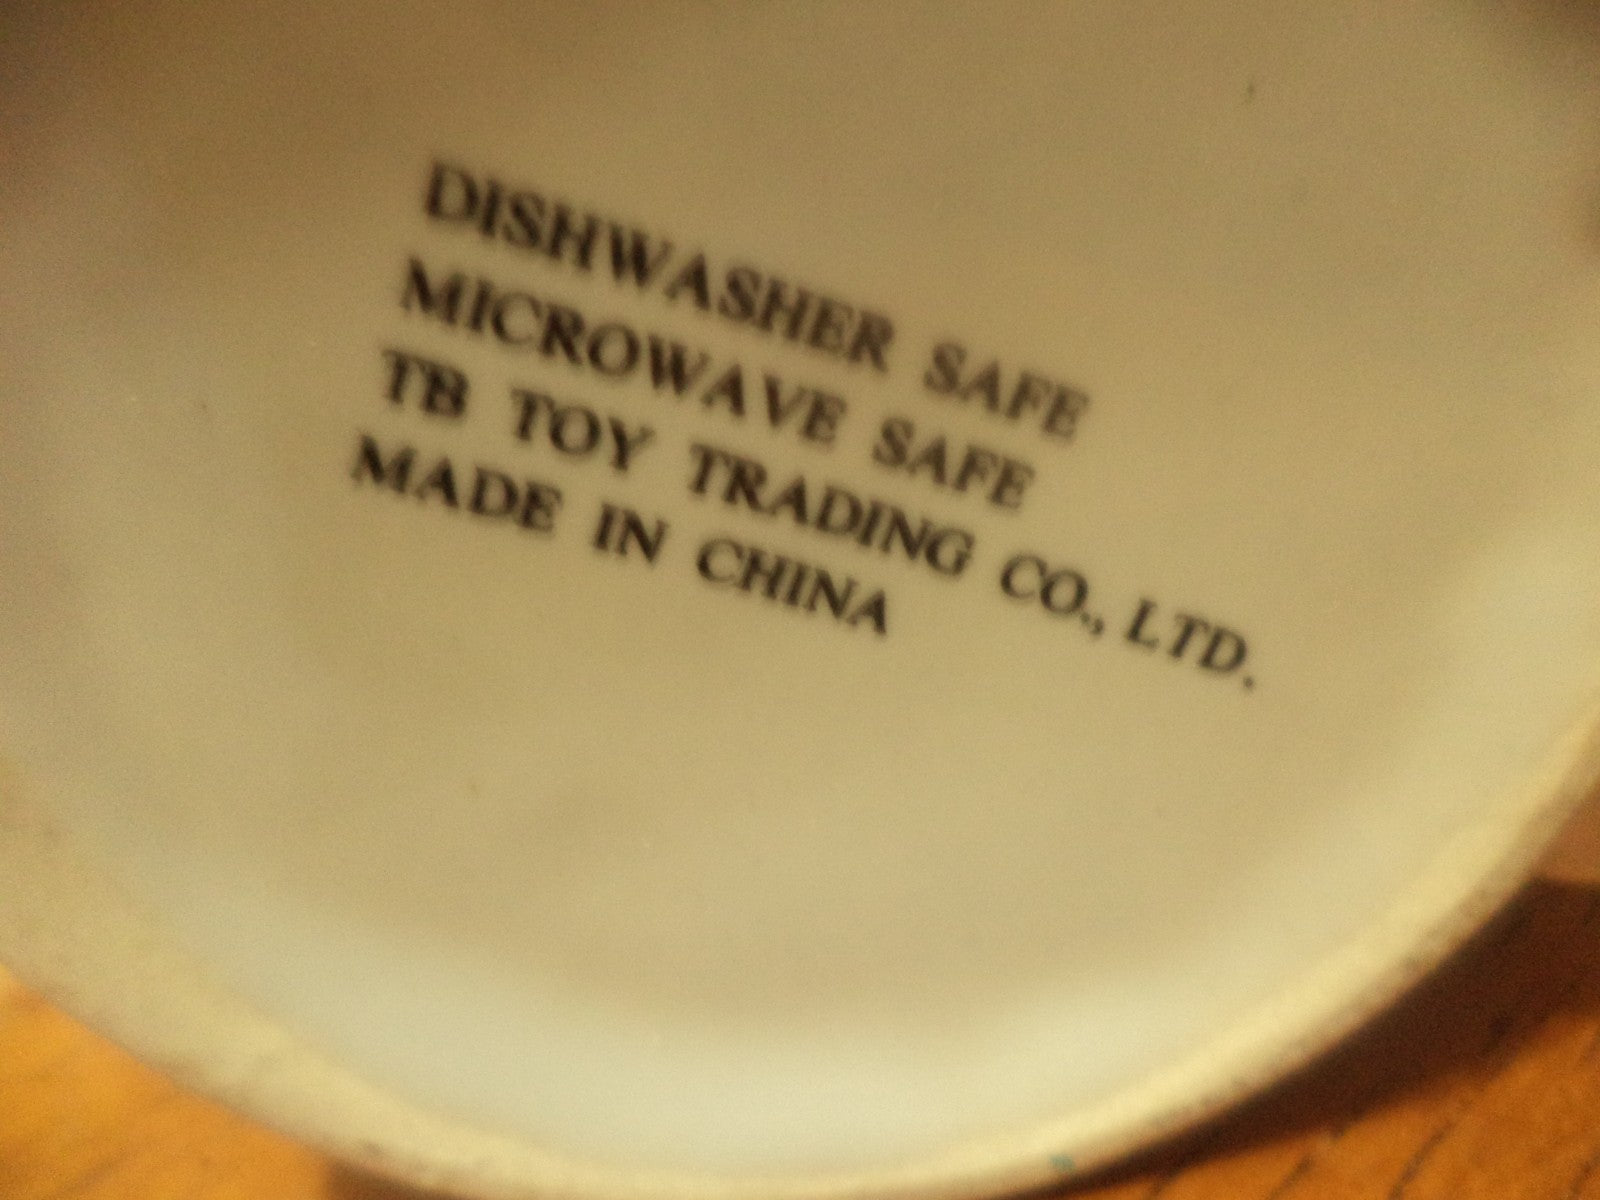 DISHWASHER SAFE
MICROWAVE SAFE
TB TOY TRADING CO., LTD.
MADE IN CHINA